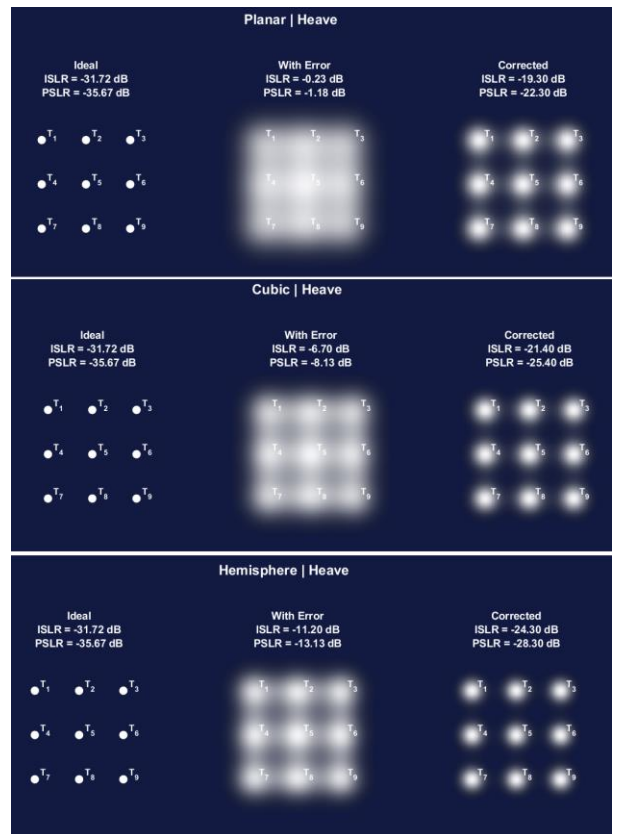 Planar | Heave
Ideal
ISLR = -31.72 dB
PSLR = -35.67 dB
With Error
ISLR = -0.23 dB
PSLR = -1.18 dB
Corrected
ISLR = -19.30 dB
PSLR = -22.30 dB
T1 T2 T3 T1 T2 T3 T1 T2 T3
T4 T5 T6 T4 T5 T6 T4 T5 T6
T7 T8 T9 T7 T8 T9 T7 T8 T9
Cubic | Heave
Ideal
ISLR = -31.72 dB
PSLR = -35.67 dB
With Error
ISLR = -6.70 dB
PSLR = -8.13 dB
Corrected
ISLR = -21.40 dB
PSLR = -25.40 dB
T1 T2 T3 T1 T2 T3 T1 T2 T3
T4 T5 T6 T4 T5 T6 T4 T5 T6
T7 T8 T9 T7 T8 T9 T7 T8 T9
Hemisphere | Heave
Ideal
ISLR = -31.72 dB
PSLR = -35.67 dB
With Error
ISLR = -11.20 dB
PSLR = -13.13 dB
Corrected
ISLR = -24.30 dB
PSLR = -28.30 dB
T1 T2 T3 T1 T2 T3 T1 T2 T3
T4 T5 T6 T4 T5 T6 T4 T5 T6
T7 T8 T9 T7 T8 T9 T7 T8 T9